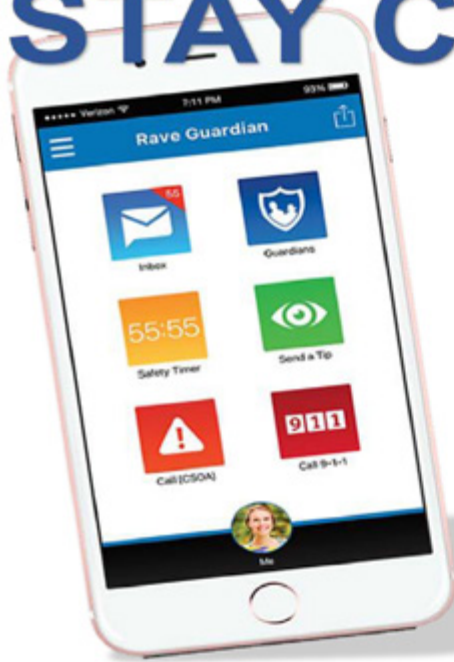 STAY C
Verizon 7:11 PM 93%
Rave Guardian
55
Inbox Guardians
55:55
Safety Timer Send a Tip
911
Call [CSOA] Call 9-1-1
Me